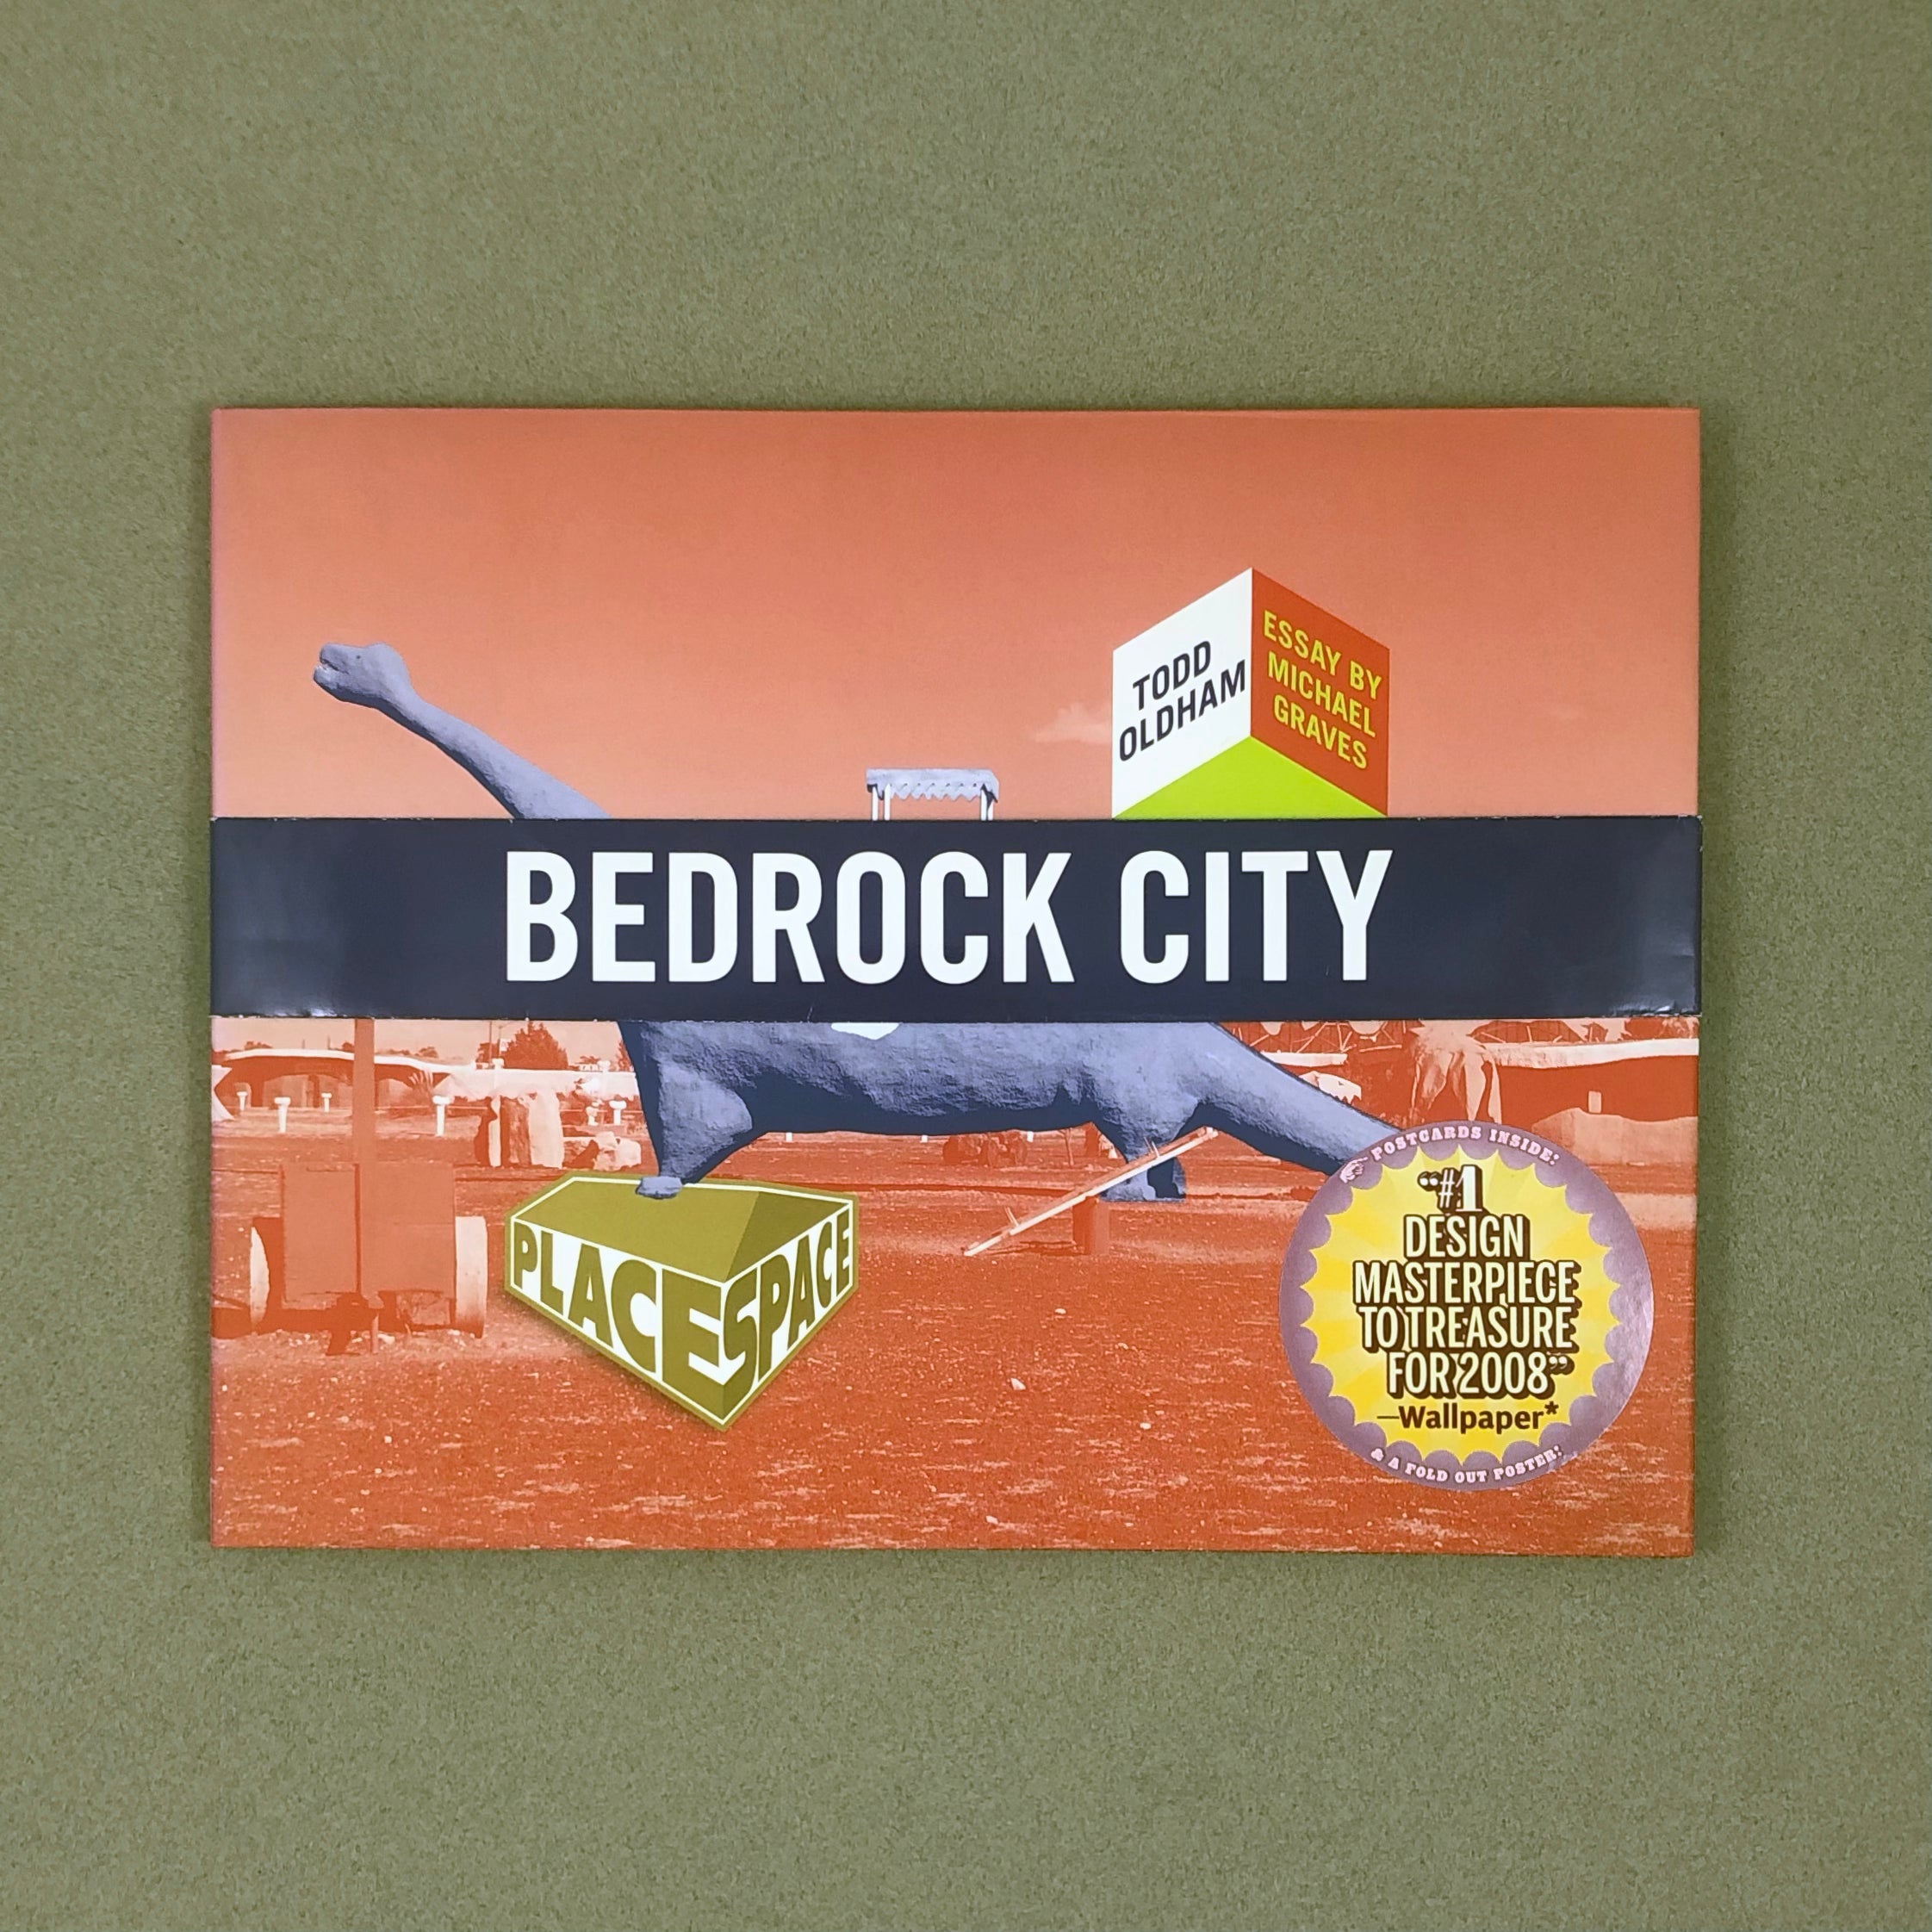 TODD
OLDHAM
ESSAY BY
MICHAEL
GRAVES
BEDROCK CITY
PLACE SPACE
POSTCARDS INSIDE:
“#1
DESIGN
MASTERPIECE
TO TREASURE
FOR 2008”
—Wallpaper*
& A FOLD OUT POSTER!